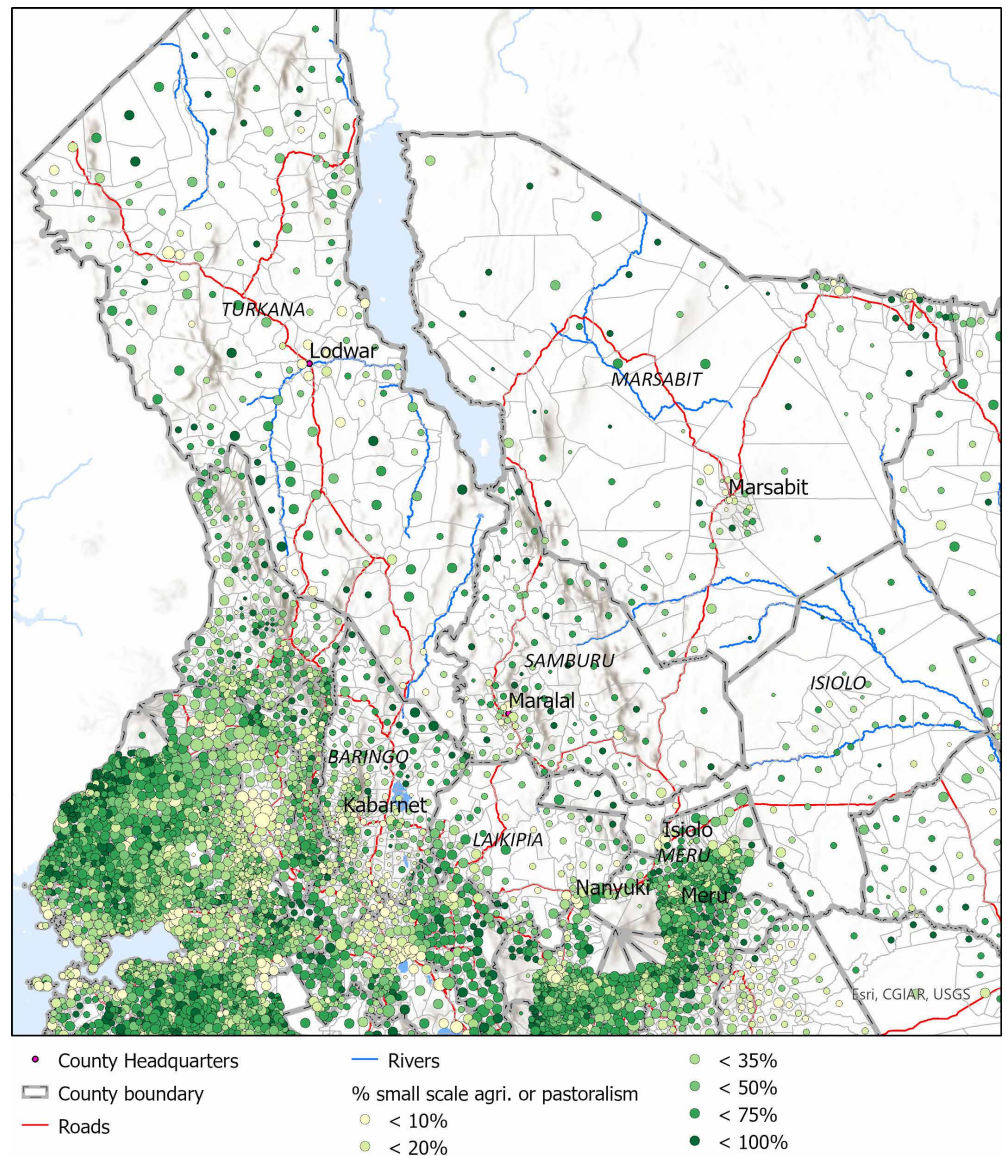 TURKANA
Lodwar
MARSABIT
Marsabit
SAMBURU
ISIOLO
Maralal
BARINGO
Kabarnet
Isiolo
LAIKIPIA
MERU
Nanyuki
Meru
Esri, CGIAR, USGS
County Headquarters
County boundary
Roads
Rivers
% small scale agri. or pastoralism
< 10%
< 20%
< 35%
< 50%
< 75%
< 100%